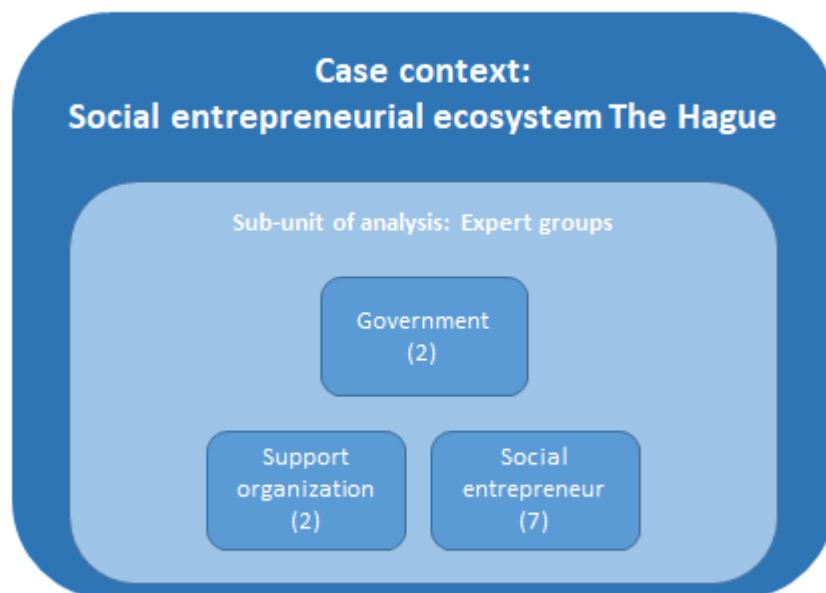 Case context:
Social entrepreneurial ecosystem The Hague
Sub-unit of analysis: Expert groups
Government
(2)
Support
organization
(2)
Social
entrepreneur
(7)